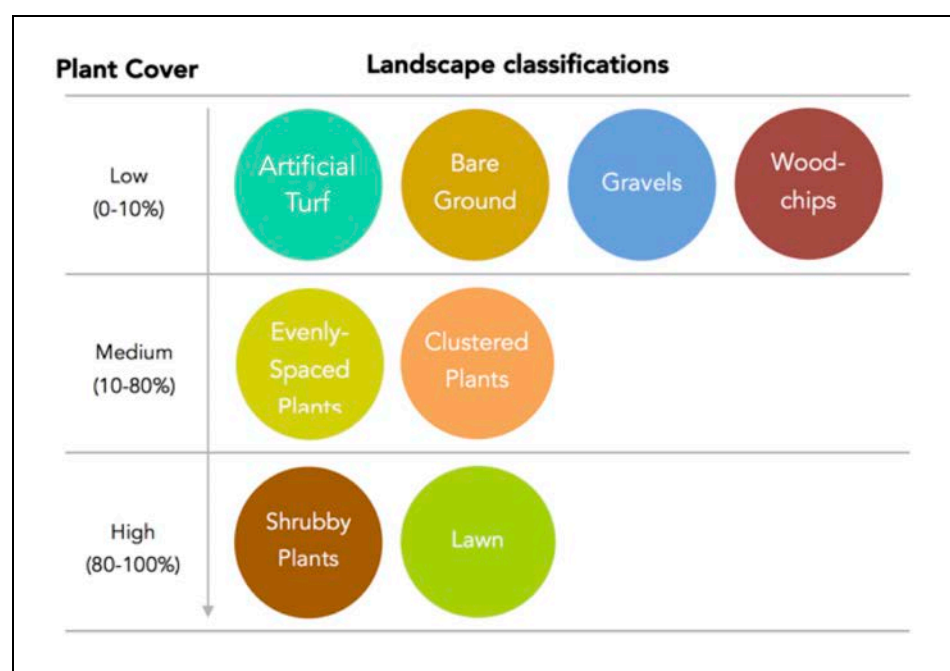 Plant Cover
Landscape classifications
Low
(0-10%)
Artificial
Turf
Bare
Ground
Gravels
Wood-
chips
Medium
(10-80%)
Evenly-
Spaced
Plants
Clustered
Plants
High
(80-100%)
Shrubby
Plants
Lawn